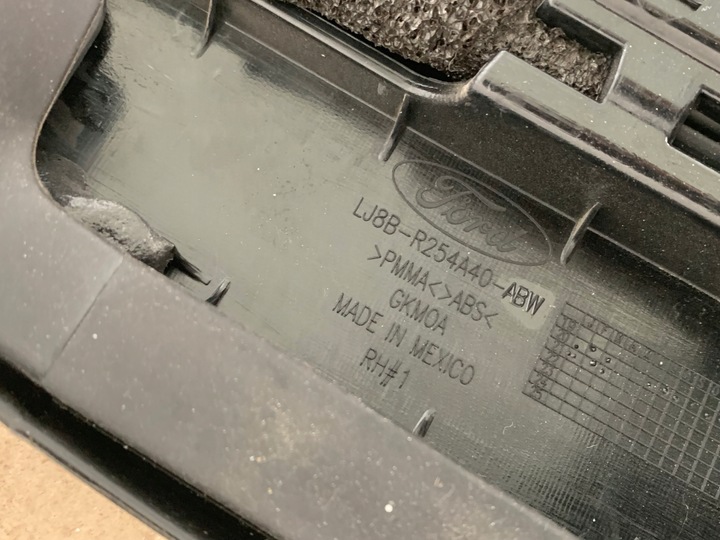 Ford
LJ8B-R254A40-ABW
>PMMA<>ABS<
GKMOA
MADE IN MEXICO
RH#1